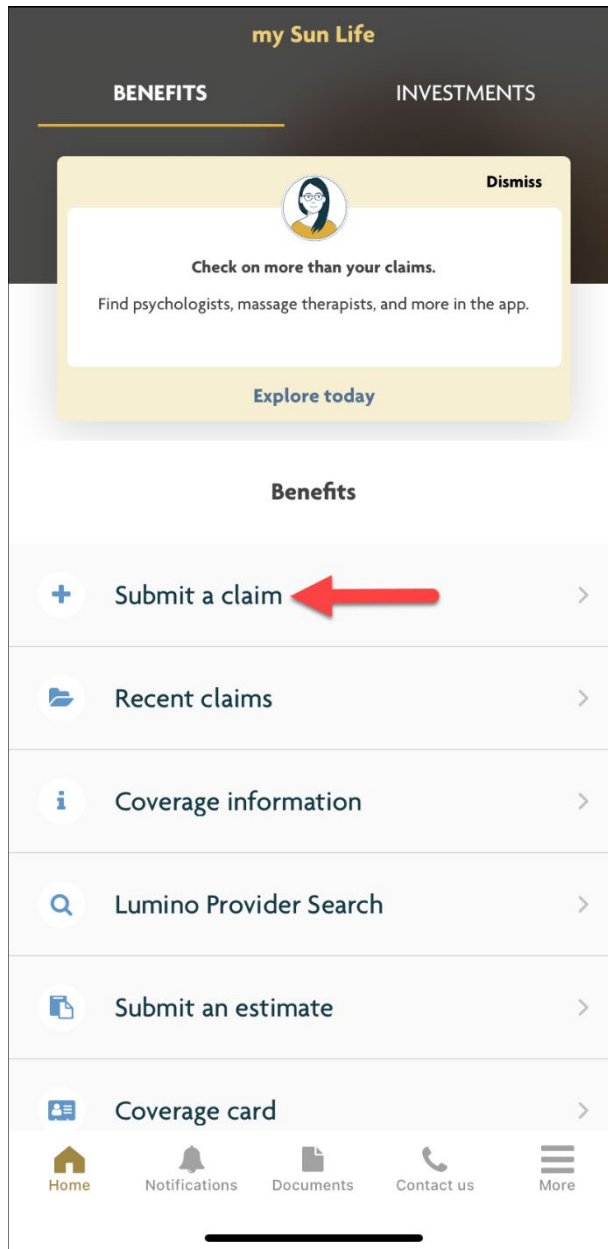 my Sun Life
BENEFITS INVESTMENTS
Dismiss
Check on more than your claims.
Find psychologists, massage therapists, and more in the app.
Explore today
Benefits
Submit a claim
Recent claims
Coverage information
Lumino Provider Search
Submit an estimate
Coverage card
Home Notifications Documents Contact us More